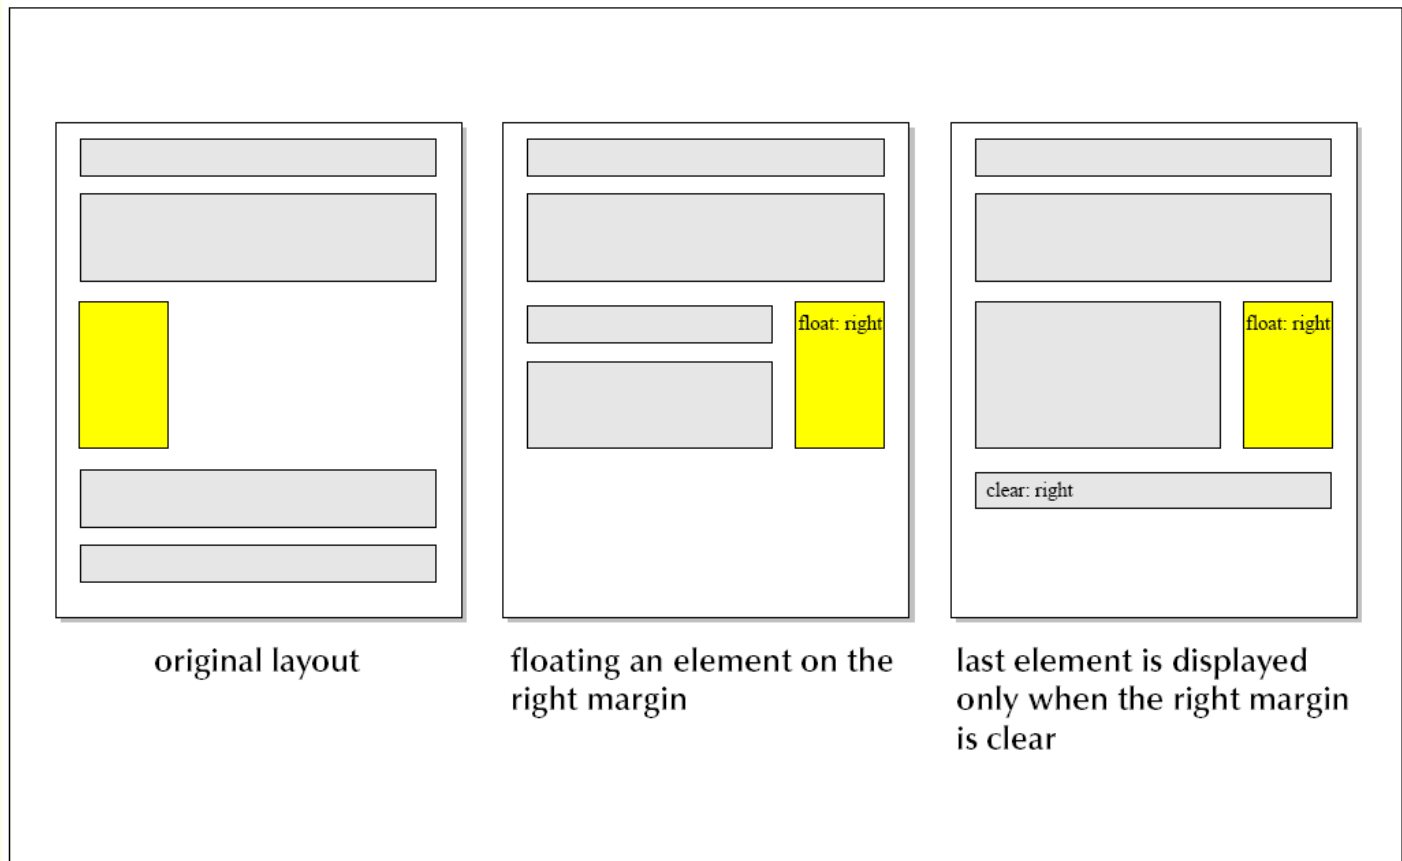 float: right
float: right
clear: right
original layout
floating an element on the
right margin
last element is displayed
only when the right margin
is clear